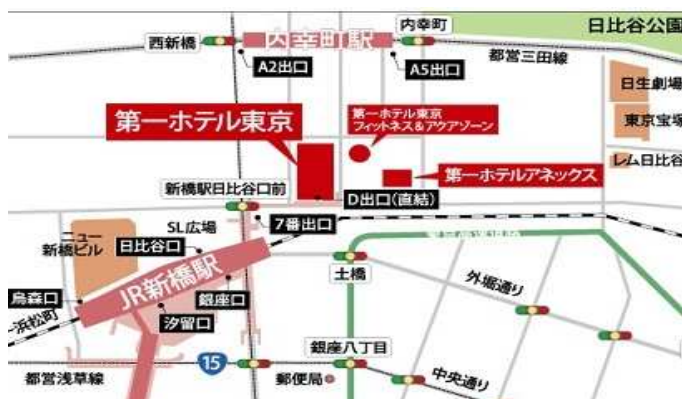 日比谷公園
西新橋
内幸町駅
内幸町
A2出口
A5出口
都営三田線
日生劇場
東京宝塚
レム日比谷
第一ホテル東京
第一ホテル東京
フィットネス&アクアゾーン
第一ホテルアネックス
新橋駅日比谷口前
D出口(直結)
7番出口
SL広場
ニュー
新橋ビル
日比谷口
JR新橋駅
烏森口
銀座口
汐留口
浜松町
土橋
外堀通り
銀座八丁目
15
都営浅草線
郵便局
中央通り